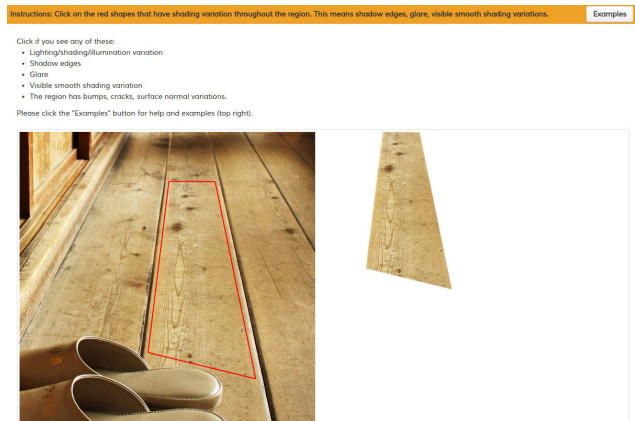 Instructions: Click on the red shapes that have shading variation throughout the region. This means shadow edges, glare, visible smooth shading variations.
Examples
Click if you see any of these:
• Lighting/shading/illumination variation
• Shadow edges
• Glare
• Visible smooth shading variation
• The region has bumps, cracks, surface normal variations.
Please click the "Examples" button for help and examples (top right).